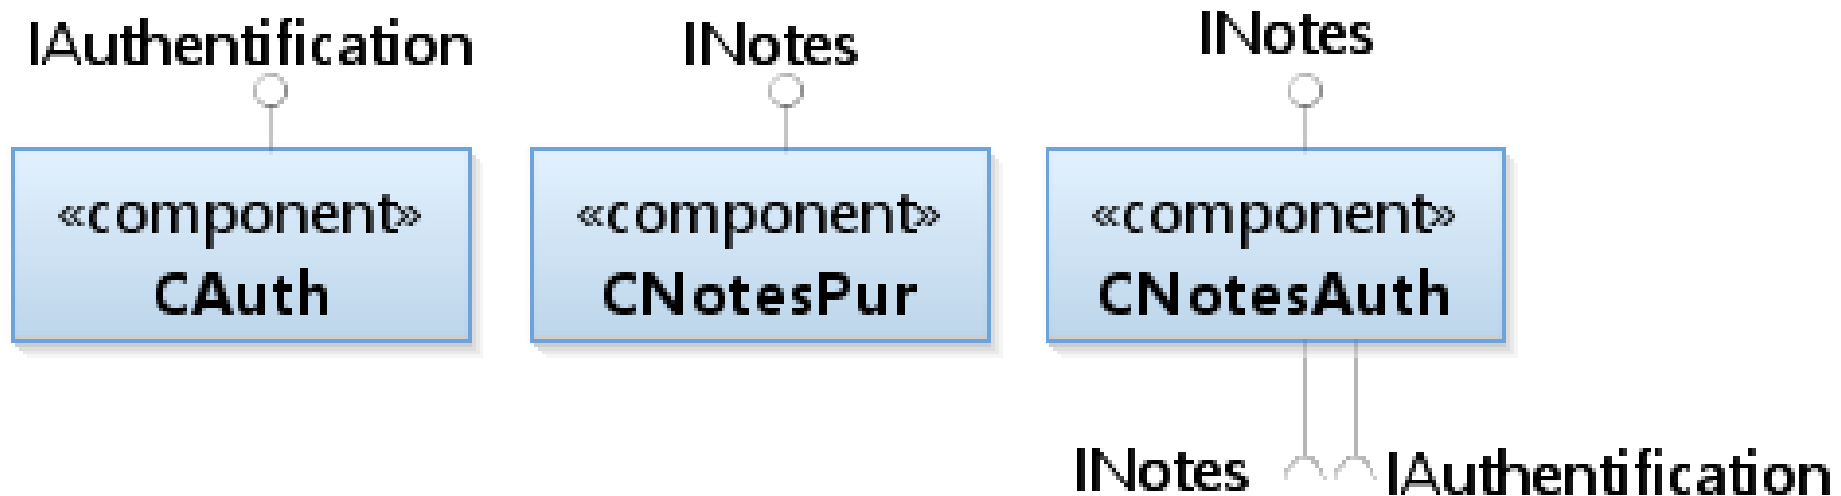 IAuthentification
INotes
INotes
«component»
CAuth
«component»
CNotesPur
«component»
CNotesAuth
INotes
IAuthentification